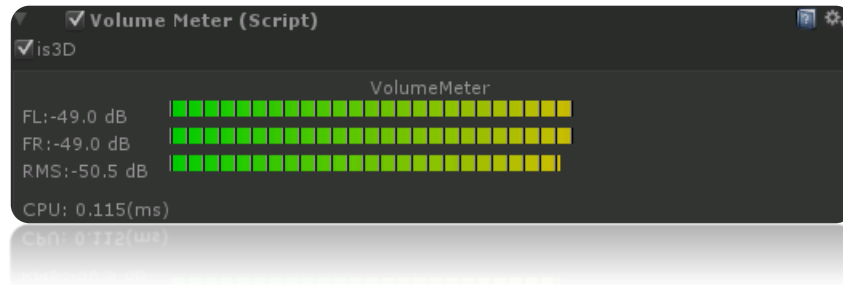 Volume Meter (Script)
is3D
VolumeMeter
FL:-49.0 dB
FR:-49.0 dB
RMS:-50.5 dB
CPU: 0.115(ms)